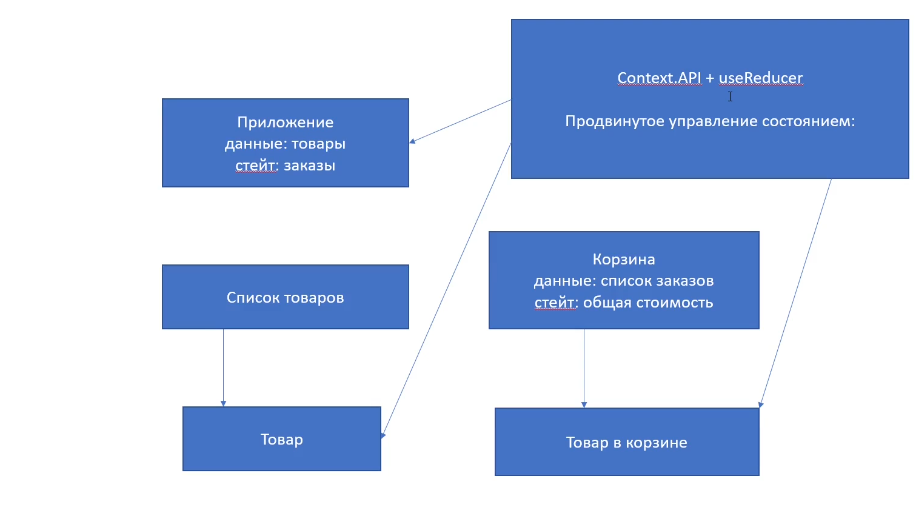 Context.API + useReducer
Продвинутое управление состоянием:
Приложение
данные: товары
стейт: заказы
Корзина
данные: список заказов
стейт: общая стоимость
Список товаров
Товар
Товар в корзине